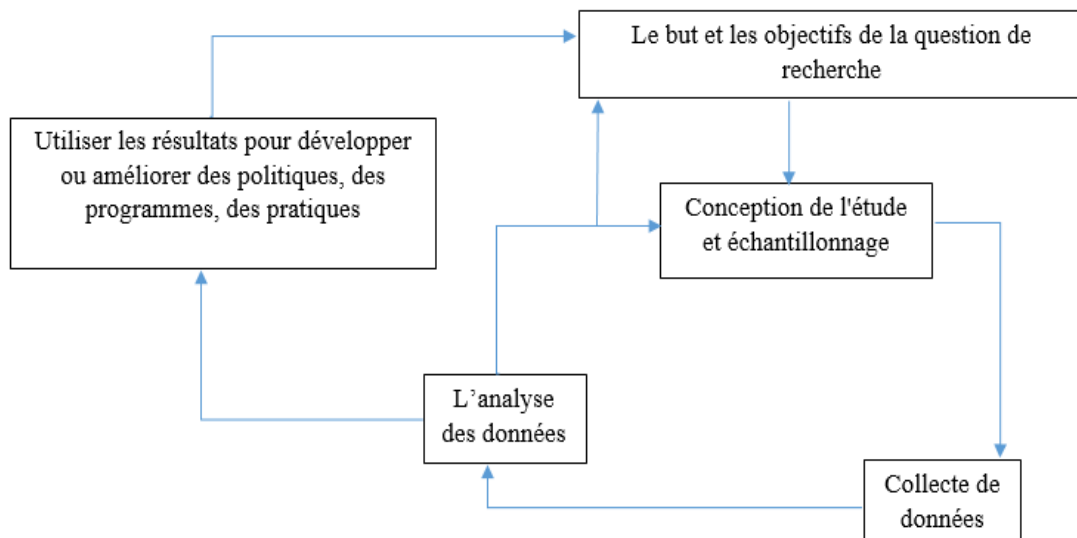 Le but et les objectifs de la question de
recherche
Utiliser les résultats pour développer
ou améliorer des politiques, des
programmes, des pratiques
Conception de l'étude
et échantillonnage
L’analyse
des données
Collecte de
données